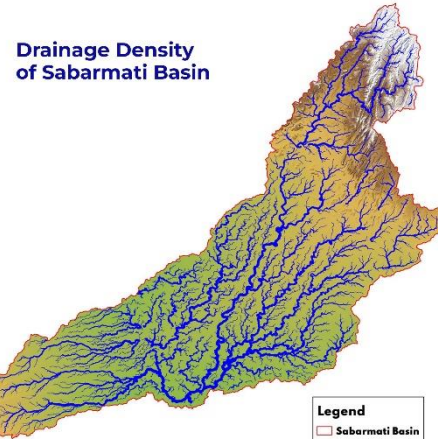 Drainage Density
of Sabarmati Basin
Legend
Sabarmati Basin